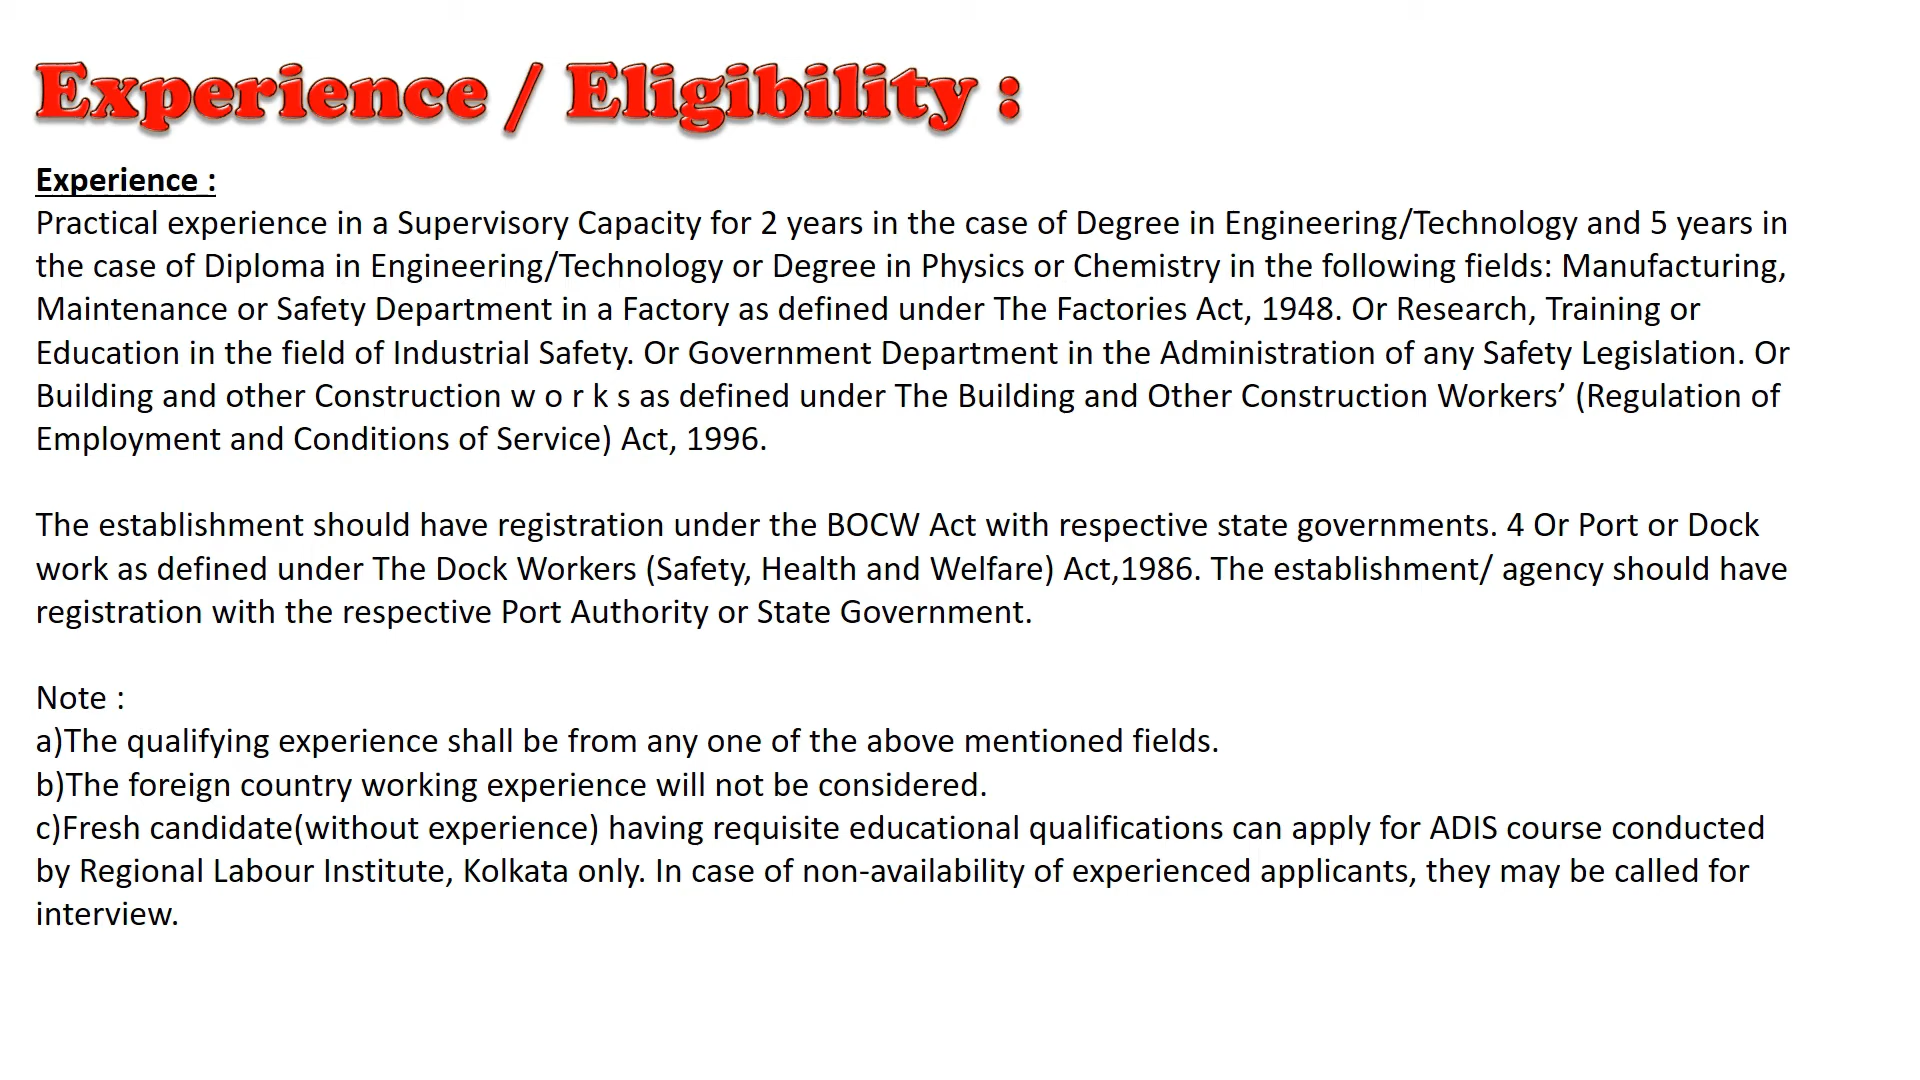 Experience / Eligibility :
Experience :
Practical experience in a Supervisory Capacity for 2 years in the case of Degree in Engineering/Technology and 5 years in
the case of Diploma in Engineering/Technology or Degree in Physics or Chemistry in the following fields: Manufacturing,
Maintenance or Safety Department in a Factory as defined under The Factories Act, 1948. Or Research, Training or
Education in the field of Industrial Safety. Or Government Department in the Administration of any Safety Legislation. Or
Building and other Construction w o r k s as defined under The Building and Other Construction Workers’ (Regulation of
Employment and Conditions of Service) Act, 1996.
The establishment should have registration under the BOCW Act with respective state governments. 4 Or Port or Dock
work as defined under The Dock Workers (Safety, Health and Welfare) Act,1986. The establishment/ agency should have
registration with the respective Port Authority or State Government.
Note :
a)The qualifying experience shall be from any one of the above mentioned fields.
b)The foreign country working experience will not be considered.
c)Fresh candidate(without experience) having requisite educational qualifications can apply for ADIS course conducted
by Regional Labour Institute, Kolkata only. In case of non-availability of experienced applicants, they may be called for
interview.